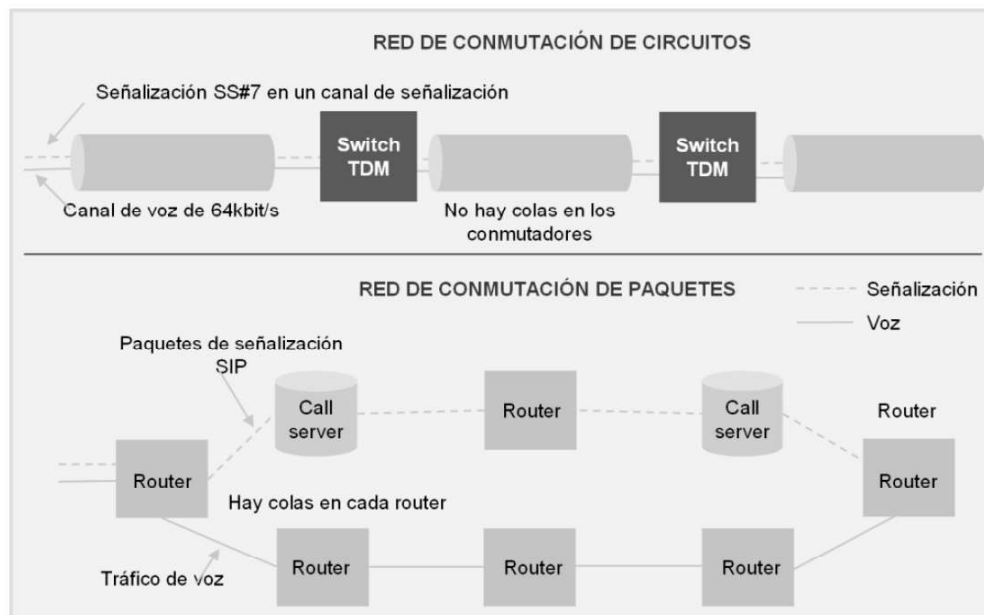 RED DE CONMUTACIÓN DE CIRCUITOS
Señalización SS#7 en un canal de señalización
Switch
TDM
Switch
TDM
Canal de voz de 64kbit/s
No hay colas en los
conmutadores
RED DE CONMUTACIÓN DE PAQUETES
Señalización
Voz
Paquetes de señalización
SIP
Call
server
Router
Call
server
Router
Router
Router
Hay colas en cada router
Tráfico de voz
Router
Router
Router